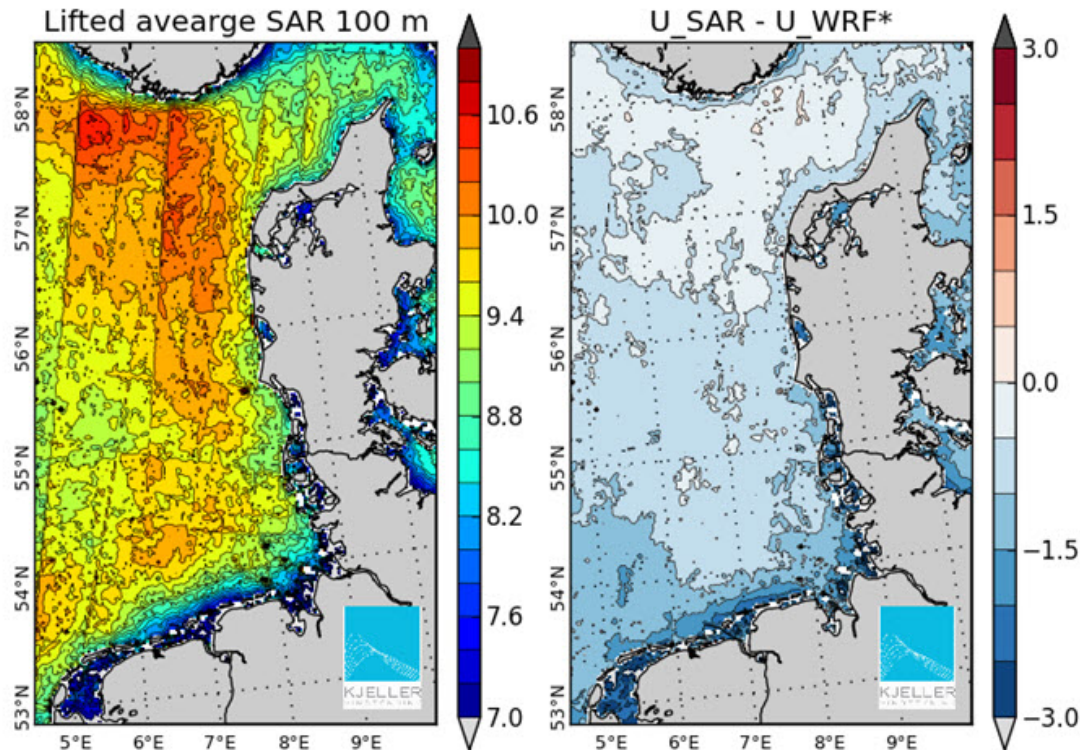 Lifted avearge SAR 100 m
58°N
57°N
56°N
55°N
54°N
53°N
5°E 6°E 7°E 8°E 9°E
10.6
10.0
9.4
8.8
8.2
7.6
7.0
KJELLER
U_SAR - U_WRF*
58°N
57°N
56°N
55°N
54°N
53°N
5°E 6°E 7°E 8°E 9°E
3.0
1.5
0.0
−1.5
−3.0
KJELLER